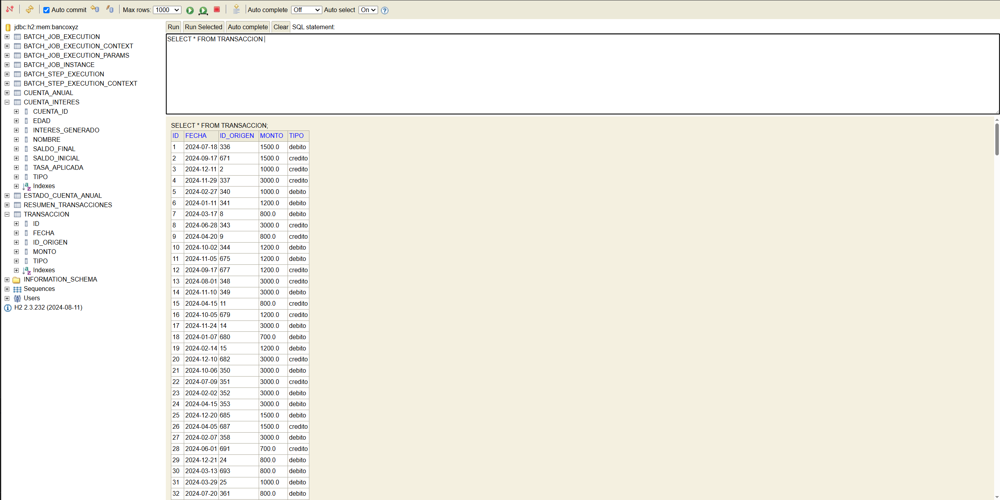 Auto commit Max rows: 1000 Auto complete Off Auto select On
jdbc:h2:mem:bancoxyz
BATCH_JOB_EXECUTION
BATCH_JOB_EXECUTION_CONTEXT
BATCH_JOB_EXECUTION_PARAMS
BATCH_JOB_INSTANCE
BATCH_STEP_EXECUTION
BATCH_STEP_EXECUTION_CONTEXT
CUENTA_ANUAL
CUENTA_INTERES
CUENTA_ID
EDAD
INTERES_GENERADO
NOMBRE
SALDO_FINAL
SALDO_INICIAL
TASA_APLICADA
TIPO
Indexes
ESTADO_CUENTA_ANUAL
RESUMEN_TRANSACCIONES
TRANSACCION
ID
FECHA
ID_ORIGEN
MONTO
TIPO
Indexes
INFORMATION_SCHEMA
Sequences
Users
H2 2.3.232 (2024-08-11)
Run Run Selected Auto complete Clear SQL statement:
SELECT * FROM TRANSACCION
SELECT * FROM TRANSACCION;
ID FECHA ID_ORIGEN MONTO TIPO
1 2024-07-18 336 1500.0 debito
2 2024-09-17 671 1500.0 credito
3 2024-12-11 2 1000.0 credito
4 2024-11-29 337 3000.0 credito
5 2024-02-27 340 1000.0 debito
6 2024-01-11 341 1200.0 debito
7 2024-03-17 8 800.0 debito
8 2024-06-28 343 3000.0 credito
9 2024-04-20 9 800.0 credito
10 2024-10-02 344 1200.0 debito
11 2024-11-05 675 1200.0 debito
12 2024-09-17 677 1200.0 credito
13 2024-08-01 348 3000.0 credito
14 2024-11-10 349 3000.0 debito
15 2024-04-15 11 800.0 credito
16 2024-10-05 679 1200.0 credito
17 2024-11-24 14 3000.0 debito
18 2024-01-07 680 700.0 debito
19 2024-02-14 15 1200.0 debito
20 2024-12-10 682 3000.0 credito
21 2024-10-06 350 3000.0 debito
22 2024-07-09 351 3000.0 credito
23 2024-02-02 352 3000.0 debito
24 2024-04-15 353 3000.0 debito
25 2024-12-20 685 1500.0 debito
26 2024-04-05 687 1500.0 credito
27 2024-02-07 358 3000.0 debito
28 2024-06-01 691 700.0 credito
29 2024-12-21 24 800.0 debito
30 2024-03-13 693 800.0 debito
31 2024-03-29 25 1000.0 debito
32 2024-07-20 361 800.0 debito